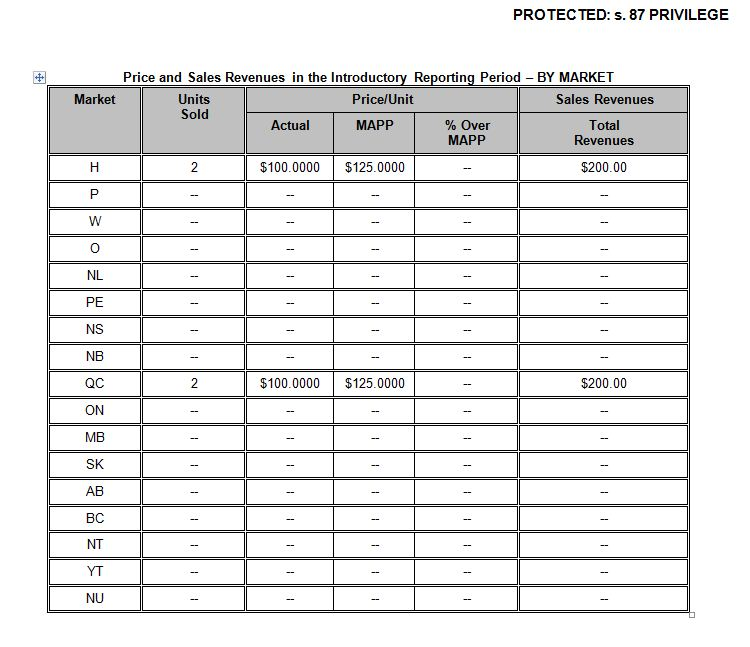 PROTECTED: s. 87 PRIVILEGE
Price and Sales Revenues in the Introductory Reporting Period – BY MARKET
Market Units Sold Price/Unit Sales Revenues
Actual MAPP % Over MAPP Total Revenues
H 2 $100.0000 $125.0000 -- $200.00
P -- -- -- -- --
W -- -- -- -- --
O -- -- -- -- --
NL -- -- -- -- --
PE -- -- -- -- --
NS -- -- -- -- --
NB -- -- -- -- --
QC 2 $100.0000 $125.0000 -- $200.00
ON -- -- -- -- --
MB -- -- -- -- --
SK -- -- -- -- --
AB -- -- -- -- --
BC -- -- -- -- --
NT -- -- -- -- --
YT -- -- -- -- --
NU -- -- -- -- --